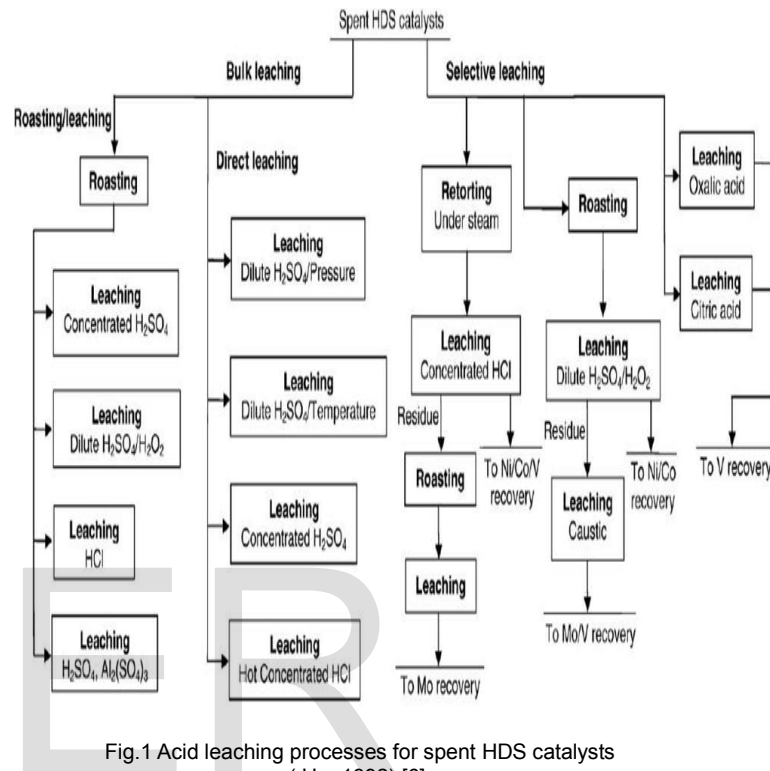 Spent HDS catalysts
Bulk leaching
Selective leaching
Roasting/leaching
Roasting
Direct leaching
Leaching
Concentrated H₂SO₄
Leaching
Dilute H₂SO₄/H₂O₂
Leaching
HCl
Leaching
H₂SO₄, Al₂(SO₄)₃
Leaching
Dilute H₂SO₄/Pressure
Leaching
Dilute H₂SO₄/Temperature
Leaching
Concentrated H₂SO₄
Leaching
Hot Concentrated HCl
Retorting
Under steam
Leaching
Concentrated HCl
Residue
To Ni/Co/V
recovery
Roasting
Leaching
To Mo recovery
Roasting
Leaching
Dilute H₂SO₄/H₂O₂
Residue
To Ni/Co
recovery
Leaching
Caustic
To Mo/V recovery
Leaching
Oxalic acid
Leaching
Citric acid
To V recovery
ER
Fig.1 Acid leaching processes for spent HDS catalysts